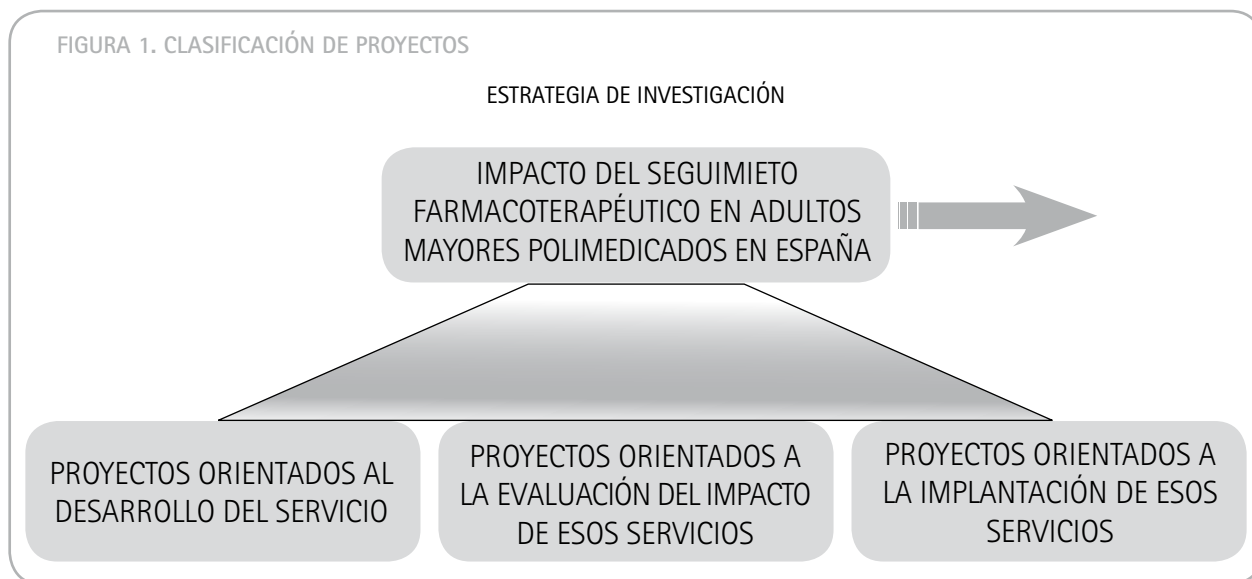 FIGURA 1. CLASIFICACIÓN DE PROYECTOS
ESTRATEGIA DE INVESTIGACIÓN
IMPACTO DEL SEGUIMIETO
FARMACOTERAPÉUTICO EN ADULTOS
MAYORES POLIMEDICADOS EN ESPAÑA
PROYECTOS ORIENTADOS AL
DESARROLLO DEL SERVICIO
PROYECTOS ORIENTADOS A
LA EVALUACIÓN DEL IMPACTO
DE ESOS SERVICIOS
PROYECTOS ORIENTADOS A
LA IMPLANTACIÓN DE ESOS
SERVICIOS